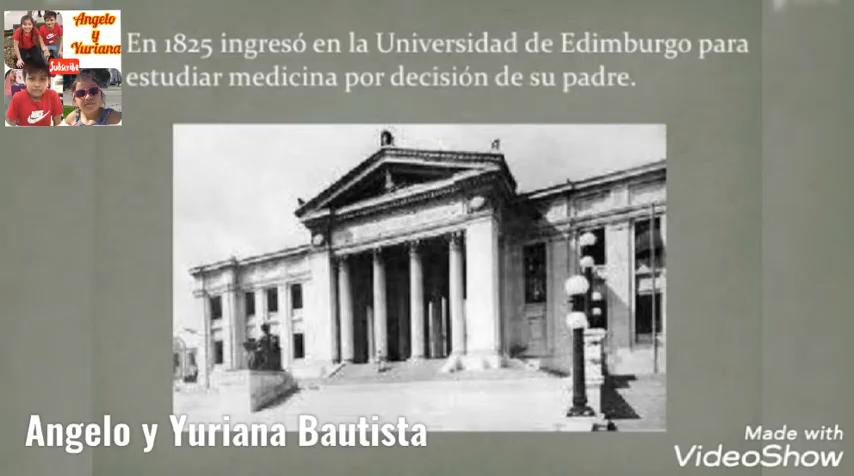 Angelo
y
Yuriana
Subscribe
En 1825 ingresó en la Universidad de Edimburgo para
estudiar medicina por decisión de su padre.
Angelo y Yuriana Bautista
Made with
VideoShow